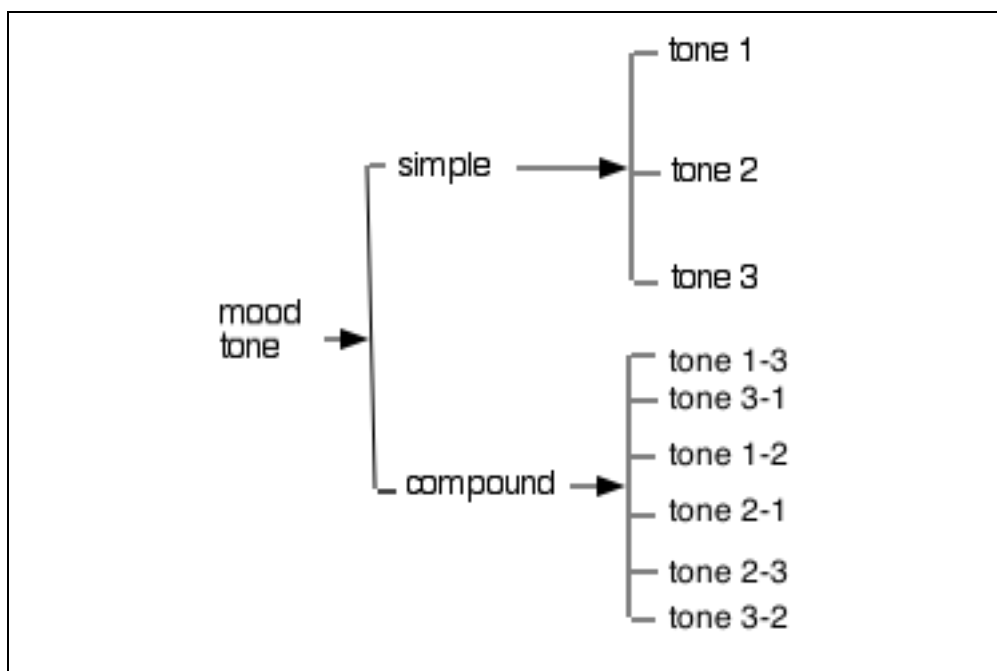 mood
tone
simple
tone 1
tone 2
tone 3
compound
tone 1-3
tone 3-1
tone 1-2
tone 2-1
tone 2-3
tone 3-2